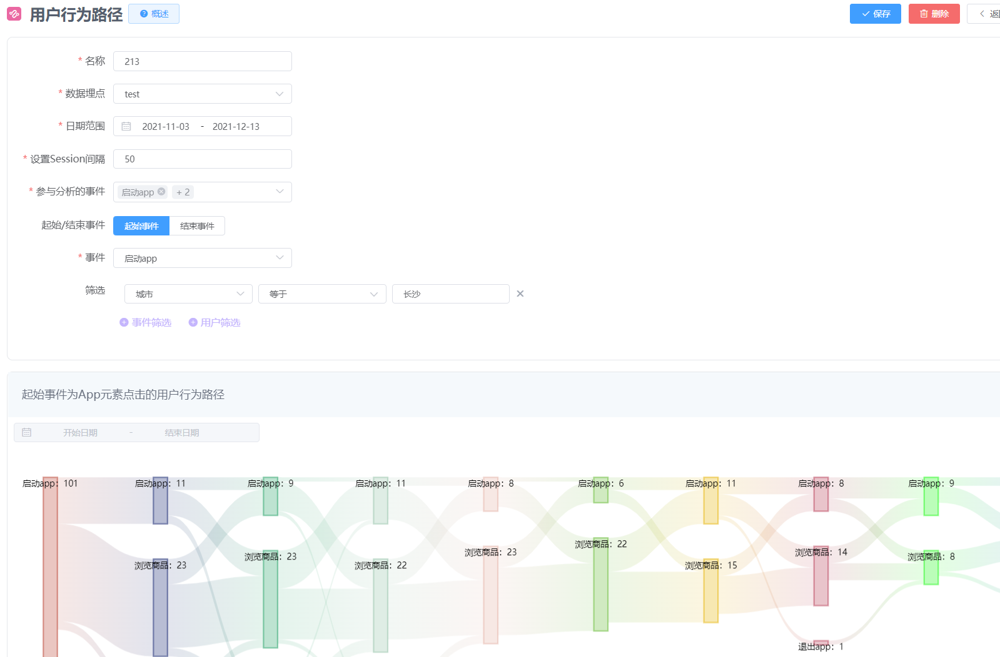 用户行为路径 概述 保存 删除
* 名称 213
* 数据埋点 test
* 日期范围 2021-11-03 - 2021-12-13
* 设置Session间隔 50
* 参与分析的事件 启动app + 2
起始/结束事件 起始事件 结束事件
* 事件 启动app
筛选 城市 等于 长沙
事件筛选 用户筛选
起始事件为App元素点击的用户行为路径
开始日期 - 结束日期
启动app：101 启动app：11 启动app：9 启动app：11 启动app：8 启动app：6 启动app：11 启动app：8 启动app：9
浏览商品：23 浏览商品：23 浏览商品：22 浏览商品：23 浏览商品：22 浏览商品：15 浏览商品：14 浏览商品：8
退出app：1